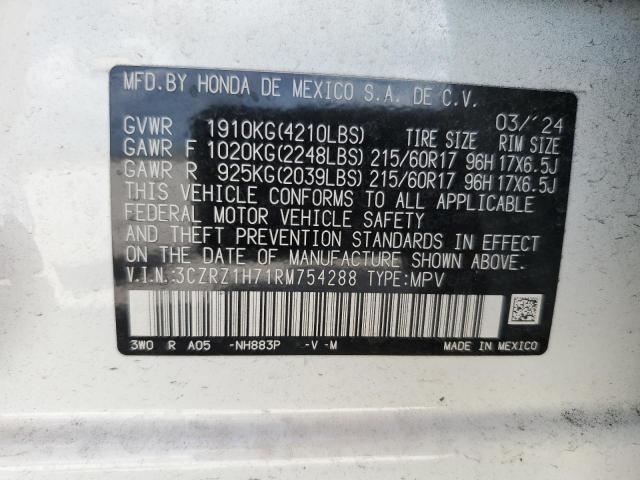 MFD.BY HONDA DE MEXICO S.A. DE C.V.
03/'24
GVWR 1910KG(4210LBS) TIRE SIZE RIM SIZE
GAWR F 1020KG(2248LBS) 215/60R17 96H 17X6.5J
GAWR R 925KG(2039LBS) 215/60R17 96H 17X6.5J
THIS VEHICLE CONFORMS TO ALL APPLICABLE
FEDERAL MOTOR VEHICLE SAFETY
AND THEFT PREVENTION STANDARDS IN EFFECT
ON THE DATE OF MANUFACTURE SHOWN ABOVE.
V.I.N.:3CZRZ1H71RM754288 TYPE:MPV
3W0 R A05 -NH883P -V -M MADE IN MEXICO